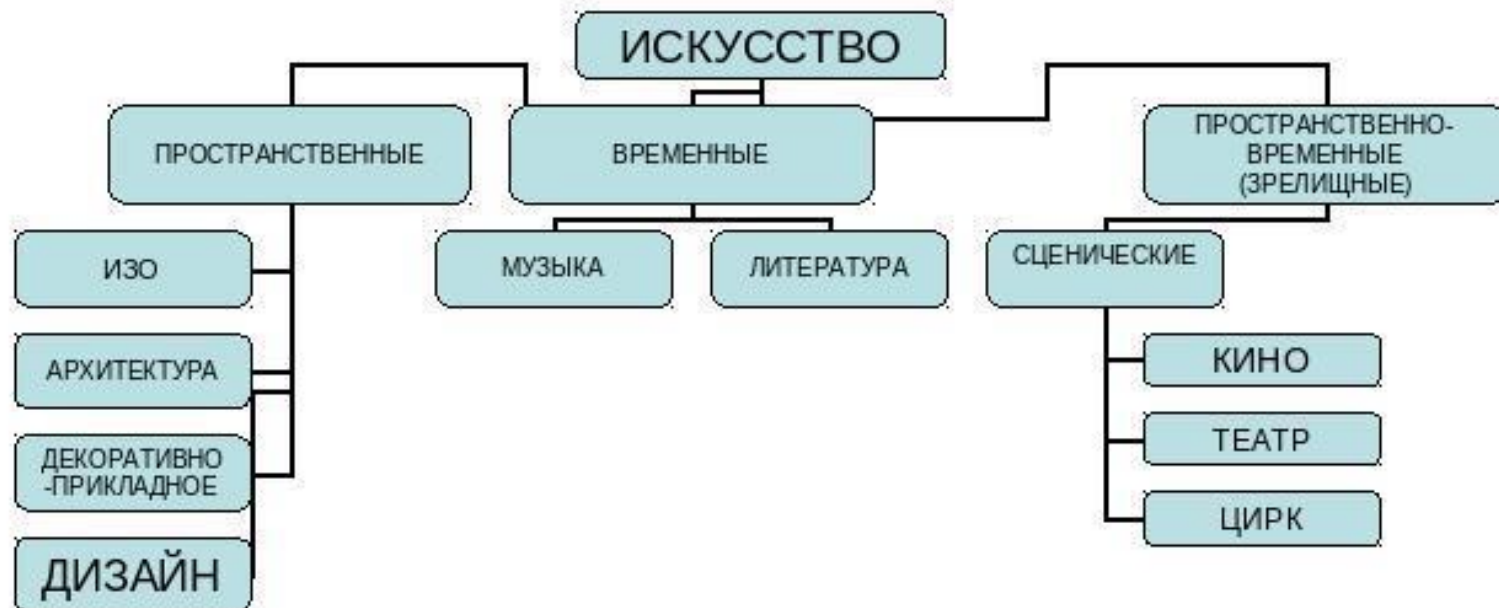 ИСКУССТВО
ПРОСТРАНСТВЕННЫЕ
ВРЕМЕННЫЕ
ПРОСТРАНСТВЕННО-
ВРЕМЕННЫЕ
(ЗРЕЛИЩНЫЕ)
ИЗО
МУЗЫКА
ЛИТЕРАТУРА
СЦЕНИЧЕСКИЕ
АРХИТЕКТУРА
КИНО
ДЕКОРАТИВНО
-ПРИКЛАДНОЕ
ТЕАТР
ДИЗАЙН
ЦИРК